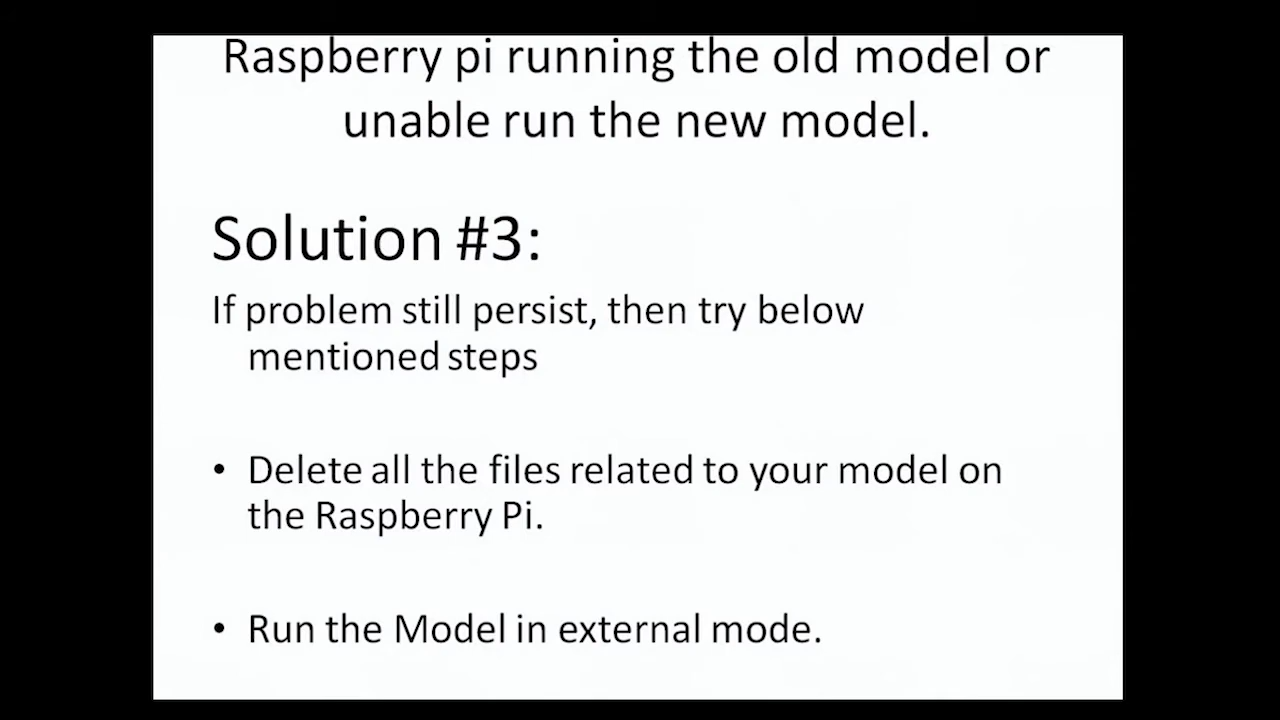 Raspberry pi running the old model or
unable run the new model.
Solution #3:
If problem still persist, then try below
mentioned steps
• Delete all the files related to your model on
the Raspberry Pi.
• Run the Model in external mode.